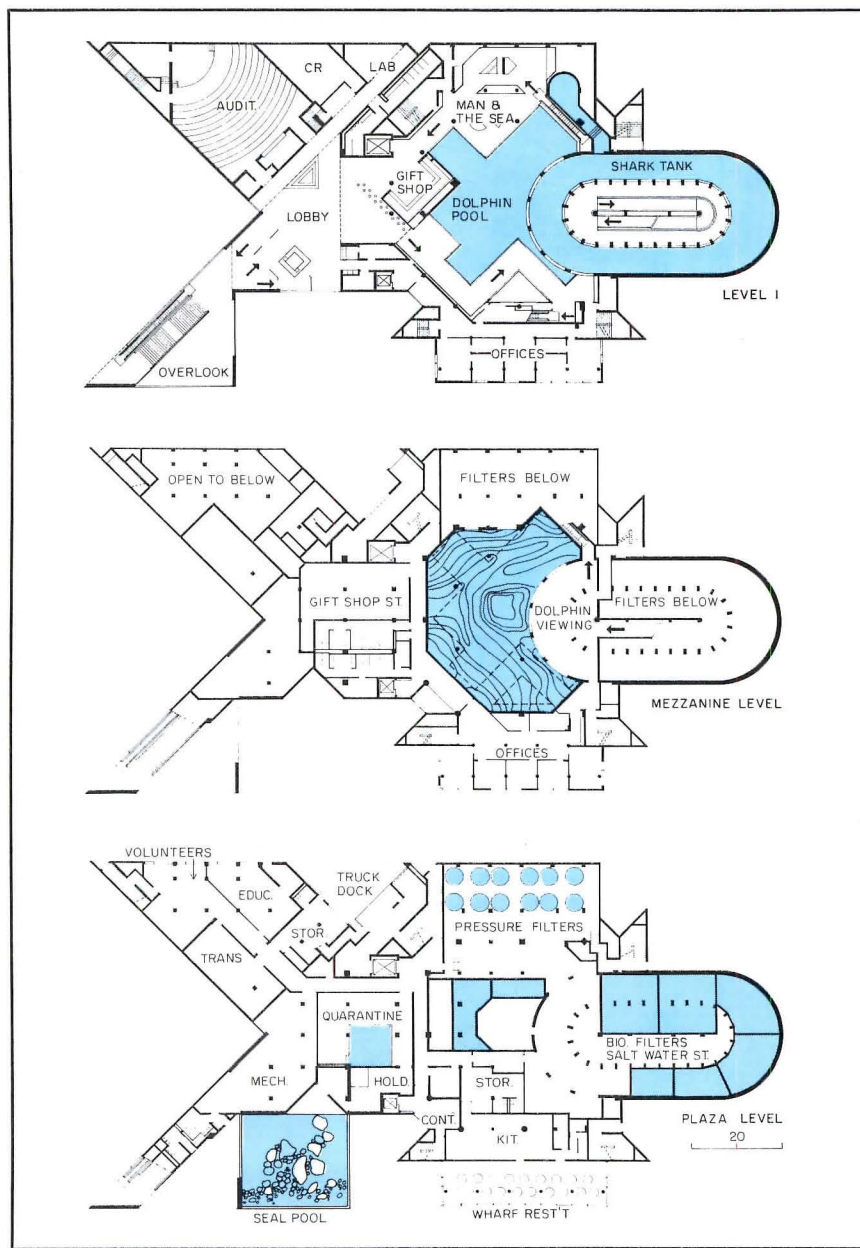 CR
LAB
AUDIT.
MAN &
THE SEA
SHARK TANK
GIFT
SHOP
DOLPHIN
POOL
LOBBY
LEVEL I
OFFICES
OVERLOOK
OPEN TO BELOW
FILTERS BELOW
GIFT SHOP ST.
DOLPHIN
VIEWING
FILTERS BELOW
MEZZANINE LEVEL
OFFICES
VOLUNTEERS
EDUC.
TRUCK
DOCK
STOR.
PRESSURE FILTERS
TRANS
QUARANTINE
BIO. FILTERS
SALT WATER ST.
MECH.
HOLD.
STOR.
CONT.
KIT.
PLAZA LEVEL
20
SEAL POOL
WHARF REST'T